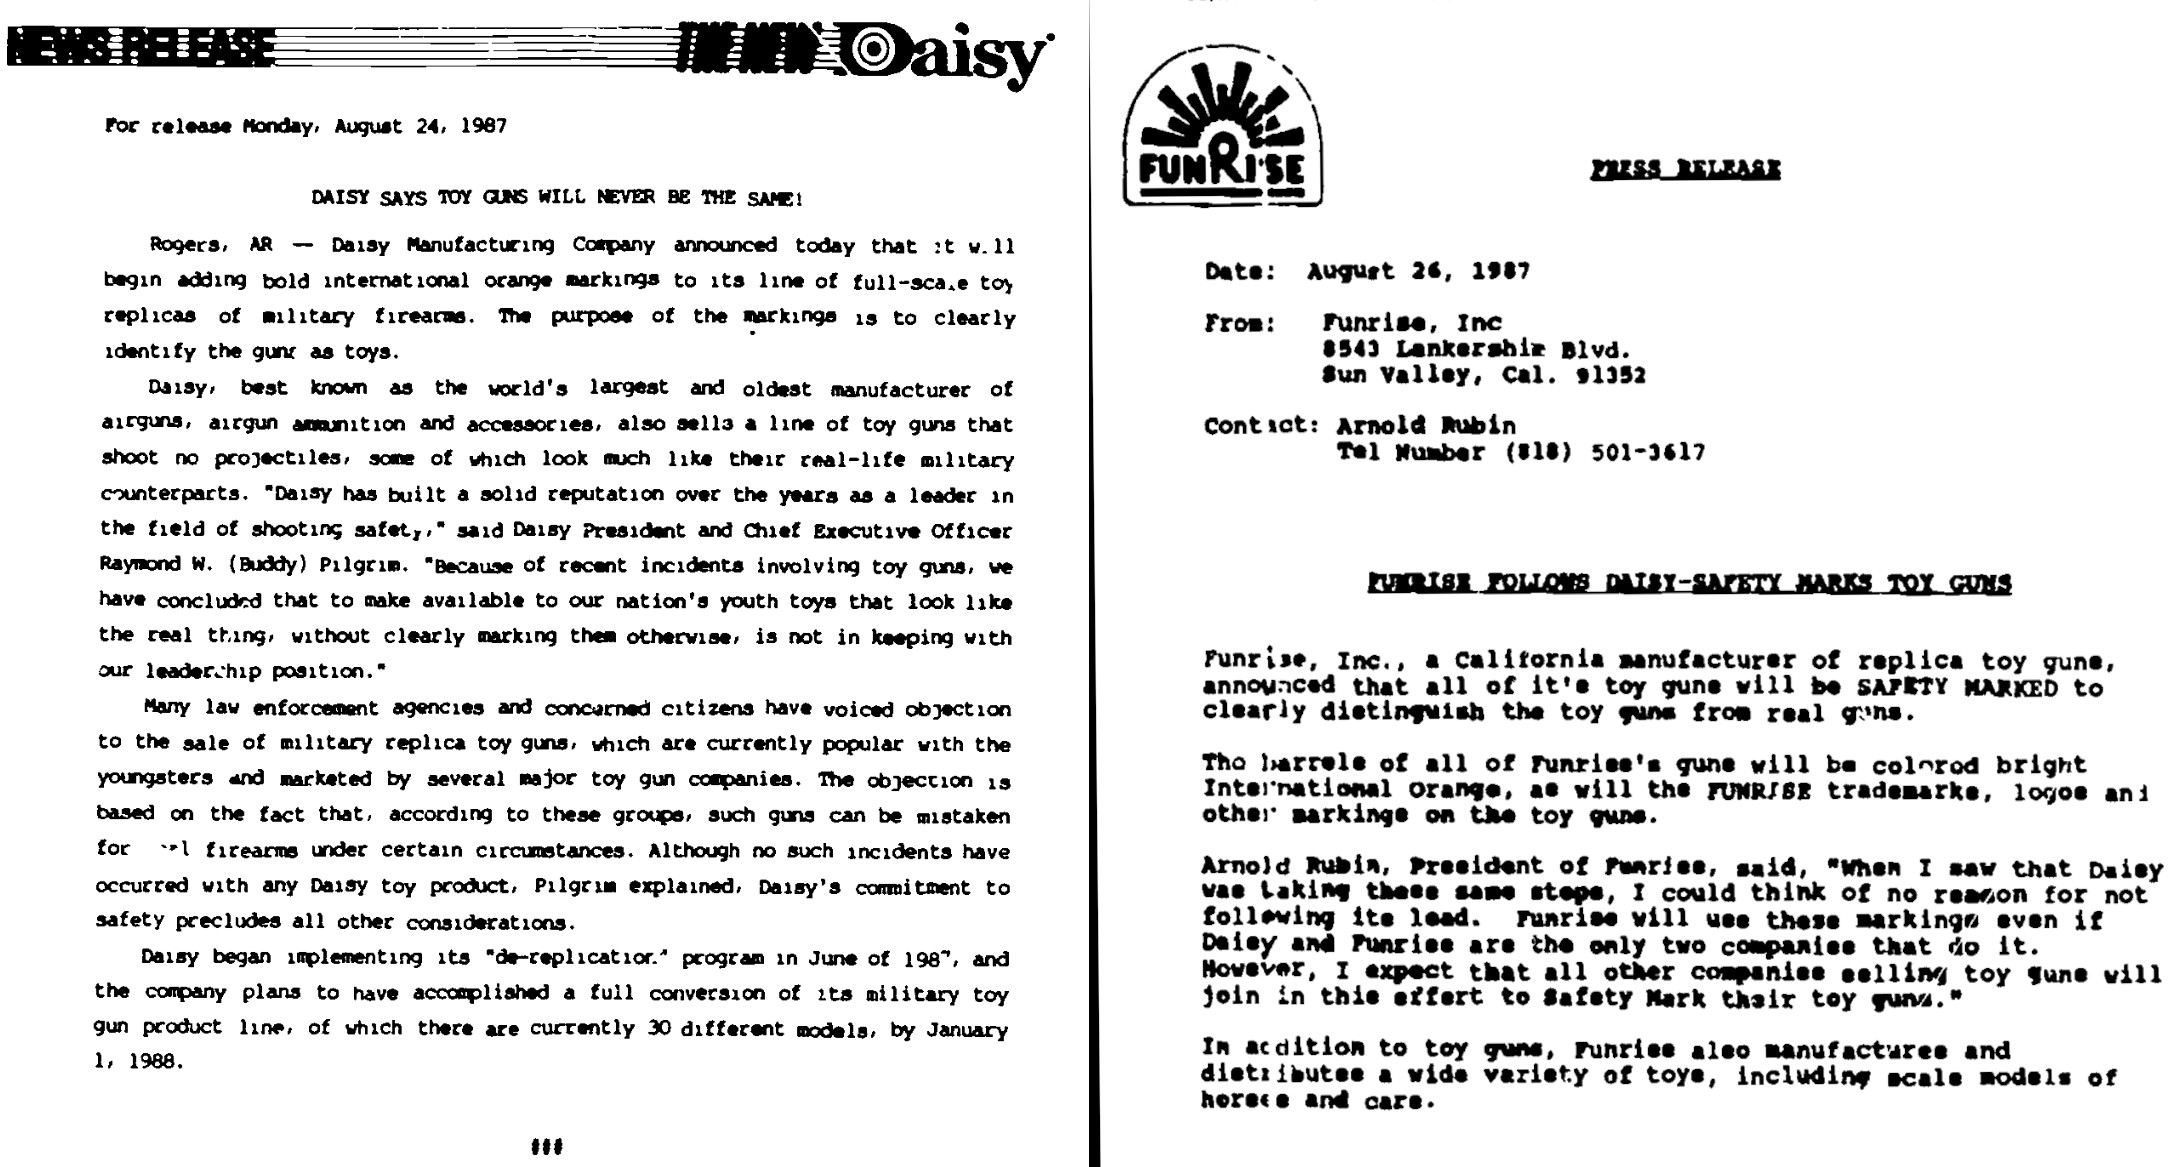 NEWS RELEASE
Daisy
For release Monday, August 24, 1987
DAISY SAYS TOY GUNS WILL NEVER BE THE SAME!
Rogers, AR — Daisy Manufacturing Company announced today that it will
begin adding bold international orange markings to its line of full-scale toy
replicas of military firearms. The purpose of the markings is to clearly
identify the guns as toys.
Daisy, best known as the world's largest and oldest manufacturer of
airguns, airgun ammunition and accessories, also sells a line of toy guns that
shoot no projectiles, some of which look much like their real-life military
counterparts. "Daisy has built a solid reputation over the years as a leader in
the field of shooting safety," said Daisy President and Chief Executive Officer
Raymond W. (Buddy) Pilgrim. "Because of recent incidents involving toy guns, we
have concluded that to make available to our nation's youth toys that look like
the real thing, without clearly marking them otherwise, is not in keeping with
our leadership position."
Many law enforcement agencies and concerned citizens have voiced objection
to the sale of military replica toy guns, which are currently popular with the
youngsters and marketed by several major toy gun companies. The objection is
based on the fact that, according to these groups, such guns can be mistaken
for firearms under certain circumstances. Although no such incidents have
occurred with any Daisy toy product, Pilgrim explained, Daisy's commitment to
safety precludes all other considerations.
Daisy began implementing its "de-replication" program in June of 1987, and
the company plans to have accomplished a full conversion of its military toy
gun product line, of which there are currently 30 different models, by January
1, 1988.
###
FUNRISE
PRESS RELEASE
Date: August 26, 1987
From: Funrise, Inc
8543 Lankershim Blvd.
Sun Valley, Cal. 91352
Contact: Arnold Rubin
Tel Number (818) 501-3617
FUNRISE FOLLOWS DAISY-SAFETY MARKS TOY GUNS
Funrise, Inc., a California manufacturer of replica toy guns,
announced that all of it's toy guns will be SAFETY MARKED to
clearly distinguish the toy guns from real guns.
The barrels of all of Funrise's guns will be colored bright
International Orange, as will the FUNRISE trademarks, logos and
other markings on the toy guns.
Arnold Rubin, President of Funrise, said, "When I saw that Daisy
was taking these same steps, I could think of no reason for not
following its lead. Funrise will use these markings even if
Daisy and Funrise are the only two companies that do it.
However, I expect that all other companies selling toy guns will
join in this effort to Safety Mark their toy guns."
In addition to toy guns, Funrise also manufactures and
distributes a wide variety of toys, including scale models of
horses and cars.